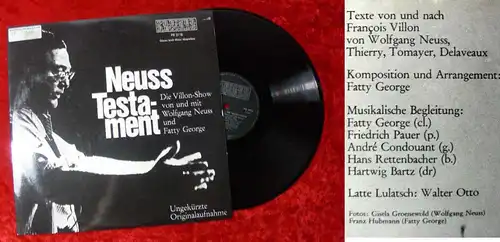 Neuss
Testa-
ment
Die Villon-Show
von und mit
Wolfgang Neuss
und
Fatty George
Ungekürzte
Originalaufnahme
Texte von und nach
François Villon
von Wolfgang Neuss,
Thierry, Tomayer, Delaveaux
Komposition und Arrangement:
Fatty George
Musikalische Begleitung:
Fatty George (cl.)
Friedrich Pauer (p.)
André Condouant (g.)
Hans Rettenbacher (b.)
Hartwig Bartz (dr)
Latte Lulatsch: Walter Otto
Fotos: Gisela Groenewold (Wolfgang Neuss)
Franz Hubmann (Fatty George)